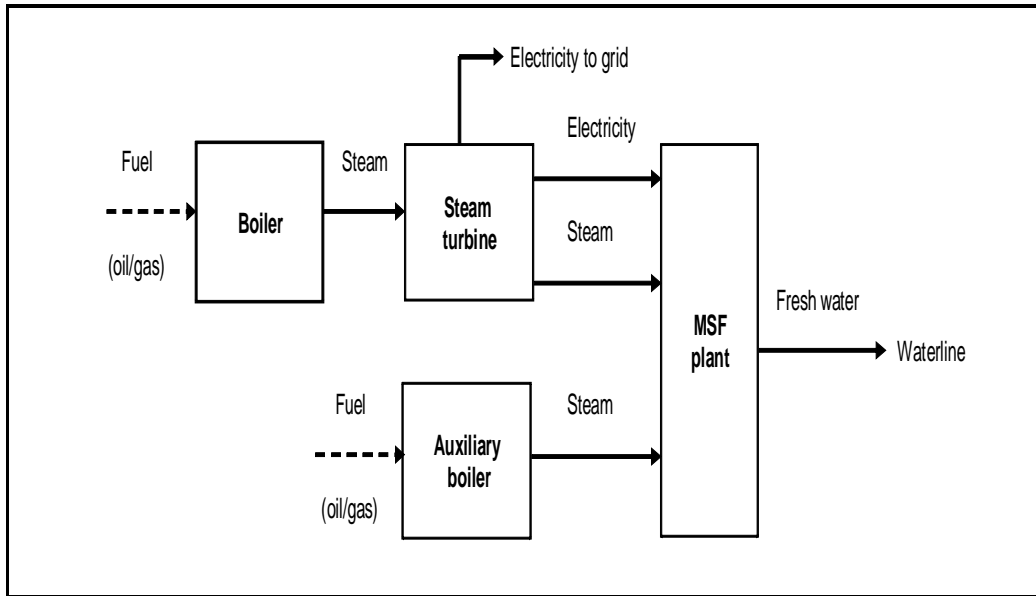 Electricity to grid
Electricity
Fuel
Steam
Boiler
Steam
turbine
Steam
(oil/gas)
Fresh water
MSF
plant
Waterline
Fuel
Steam
Auxiliary
boiler
(oil/gas)